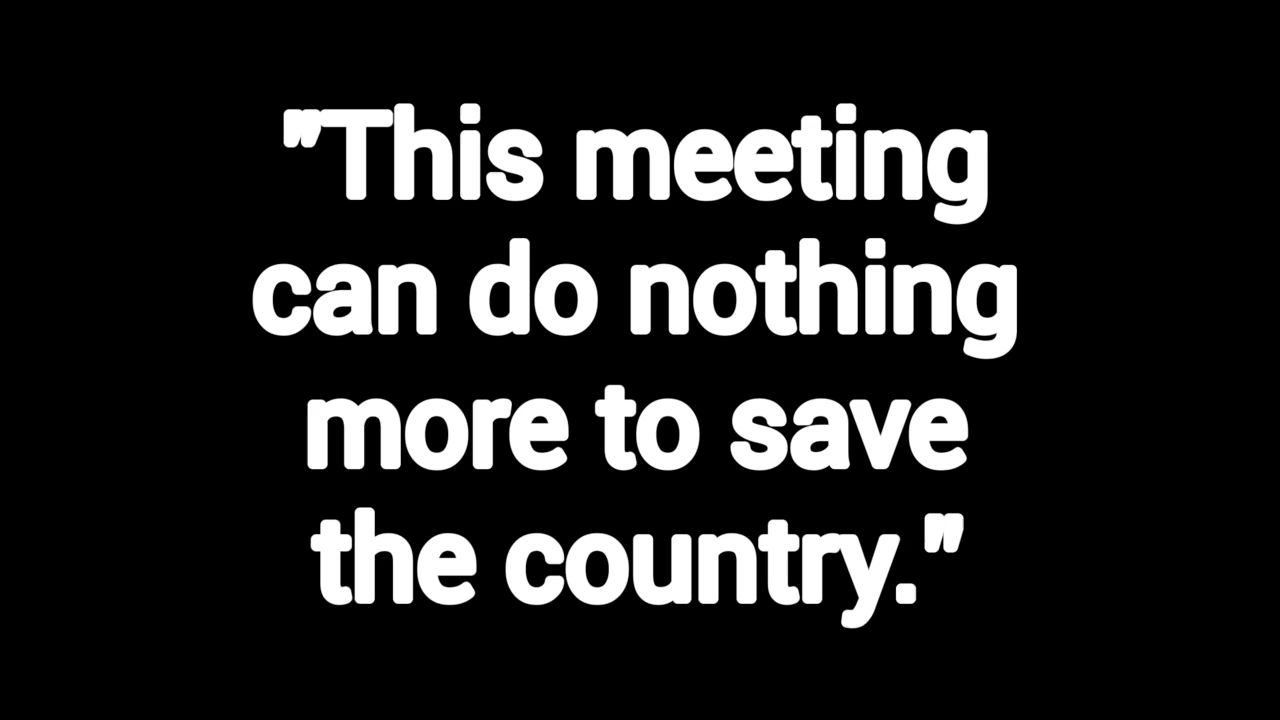 "This meeting
can do nothing
more to save
the country."